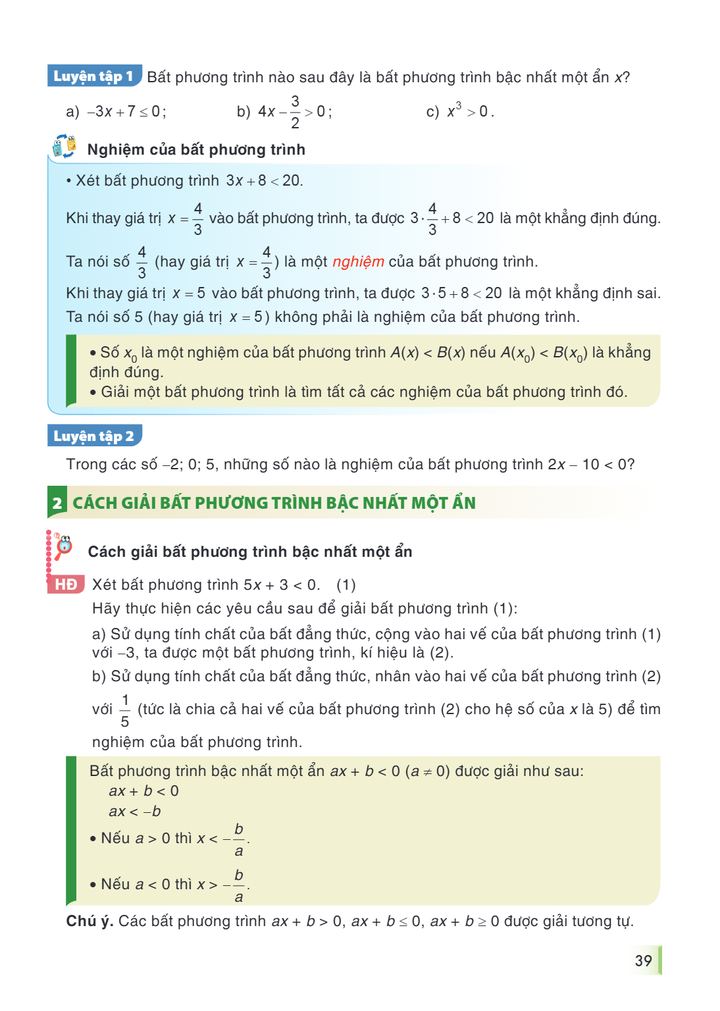 Luyện tập 1 Bất phương trình nào sau đây là bất phương trình bậc nhất một ẩn x?
a) −3x + 7 ≤ 0; b) 4x − 3/2 > 0; c) x³ > 0.
Nghiệm của bất phương trình
• Xét bất phương trình 3x + 8 < 20.
Khi thay giá trị x = 4/3 vào bất phương trình, ta được 3 · 4/3 + 8 < 20 là một khẳng định đúng.
Ta nói số 4/3 (hay giá trị x = 4/3) là một nghiệm của bất phương trình.
Khi thay giá trị x = 5 vào bất phương trình, ta được 3 · 5 + 8 < 20 là một khẳng định sai.
Ta nói số 5 (hay giá trị x = 5) không phải là nghiệm của bất phương trình.
• Số x₀ là một nghiệm của bất phương trình A(x) < B(x) nếu A(x₀) < B(x₀) là khẳng
định đúng.
• Giải một bất phương trình là tìm tất cả các nghiệm của bất phương trình đó.
Luyện tập 2
Trong các số −2; 0; 5, những số nào là nghiệm của bất phương trình 2x − 10 < 0?
2 CÁCH GIẢI BẤT PHƯƠNG TRÌNH BẬC NHẤT MỘT ẨN
Cách giải bất phương trình bậc nhất một ẩn
HĐ Xét bất phương trình 5x + 3 < 0. (1)
Hãy thực hiện các yêu cầu sau để giải bất phương trình (1):
a) Sử dụng tính chất của bất đẳng thức, cộng vào hai vế của bất phương trình (1)
với −3, ta được một bất phương trình, kí hiệu là (2).
b) Sử dụng tính chất của bất đẳng thức, nhân vào hai vế của bất phương trình (2)
với 1/5 (tức là chia cả hai vế của bất phương trình (2) cho hệ số của x là 5) để tìm
nghiệm của bất phương trình.
Bất phương trình bậc nhất một ẩn ax + b < 0 (a ≠ 0) được giải như sau:
ax + b < 0
ax < −b
• Nếu a > 0 thì x < −b/a.
• Nếu a < 0 thì x > −b/a.
Chú ý. Các bất phương trình ax + b > 0, ax + b ≤ 0, ax + b ≥ 0 được giải tương tự.
39